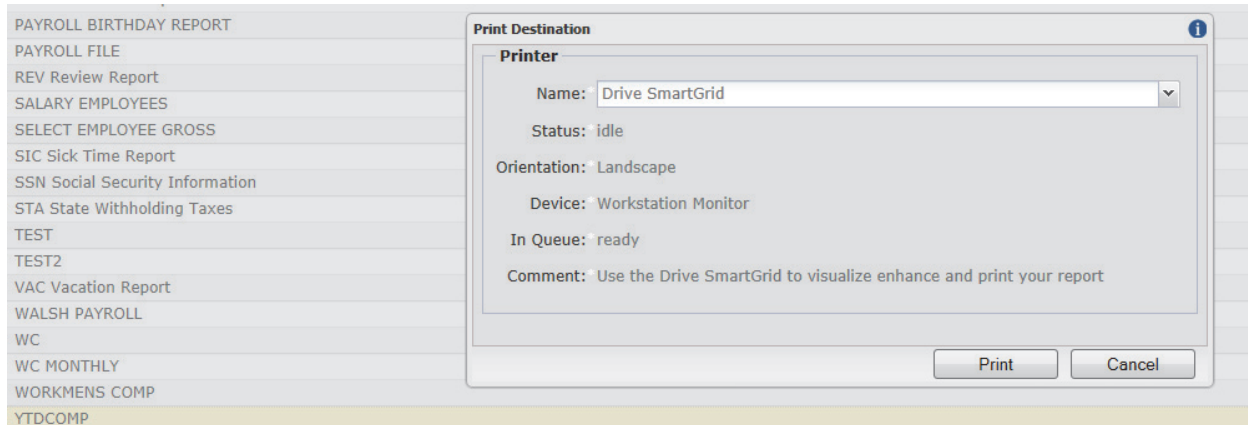 PAYROLL BIRTHDAY REPORT
PAYROLL FILE
REV Review Report
SALARY EMPLOYEES
SELECT EMPLOYEE GROSS
SIC Sick Time Report
SSN Social Security Information
STA State Withholding Taxes
TEST
TEST2
VAC Vacation Report
WALSH PAYROLL
WC
WC MONTHLY
WORKMENS COMP
YTDCOMP
Print Destination
Printer
Name: Drive SmartGrid
Status: idle
Orientation: Landscape
Device: Workstation Monitor
In Queue: ready
Comment: Use the Drive SmartGrid to visualize enhance and print your report
Print Cancel